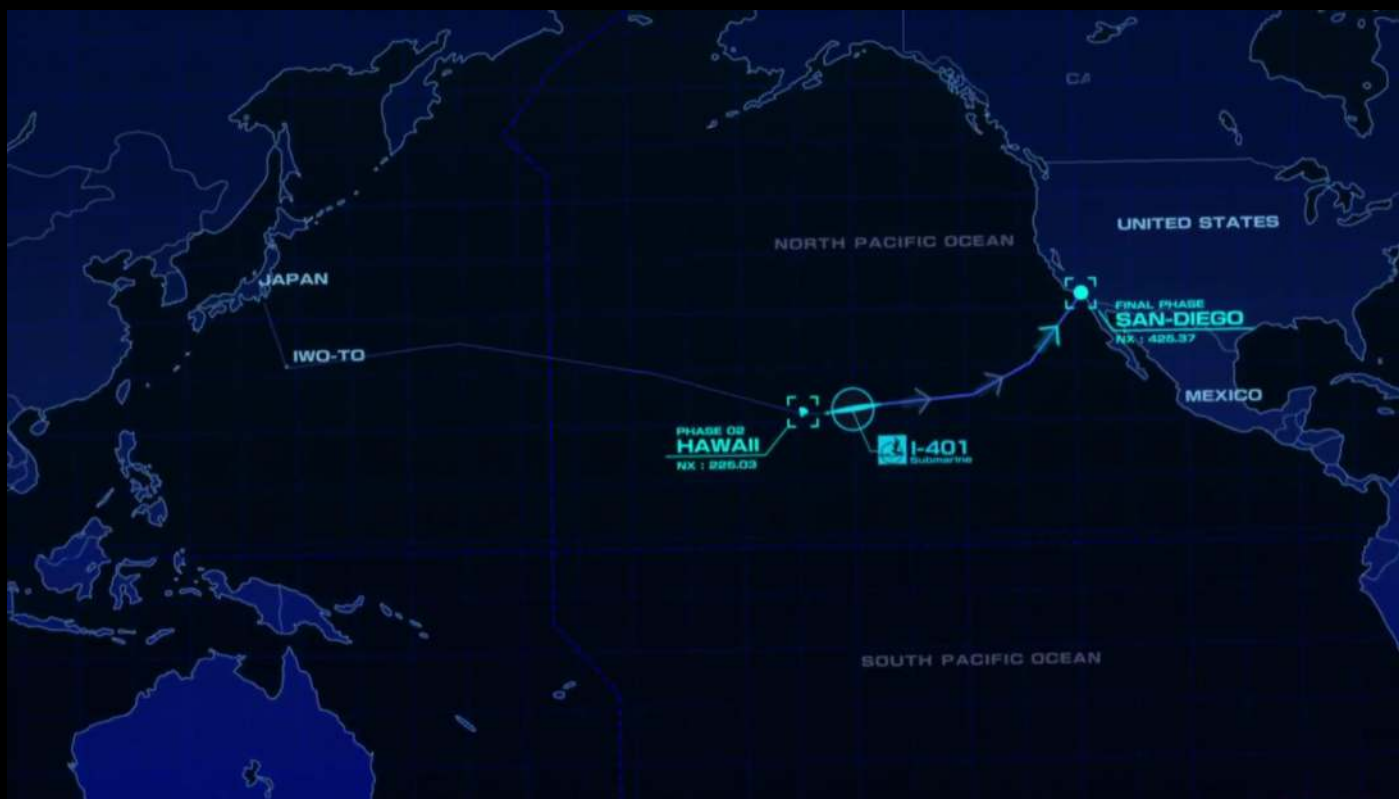 CA
UNITED STATES
NORTH PACIFIC OCEAN
JAPAN
FINAL PHASE
SAN-DIEGO
NX : 425.37
IWO-TO
MEXICO
PHASE 02
HAWAII
NX : 225.03
I-401
Submarine
SOUTH PACIFIC OCEAN